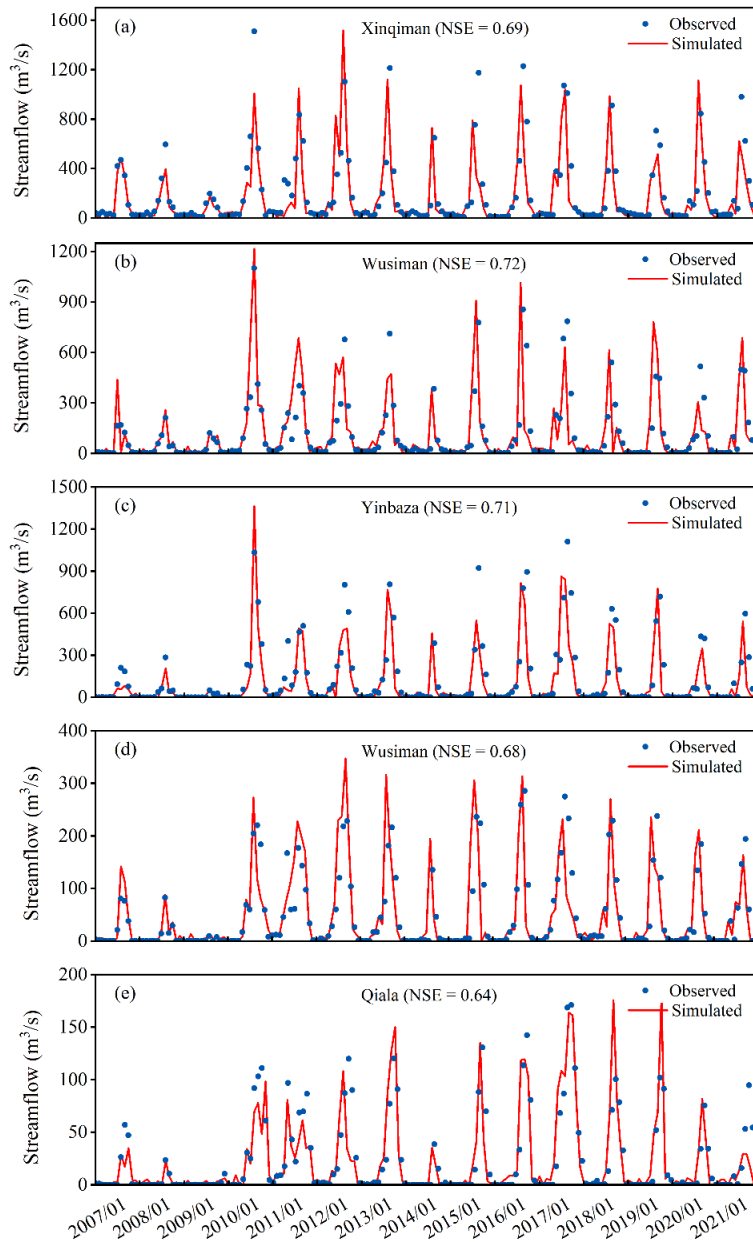 (a)
Xinqiman (NSE = 0.69)
Observed
Simulated
Streamflow (m³/s)
1600
1200
800
400
0
(b)
Wusiman (NSE = 0.72)
Observed
Simulated
Streamflow (m³/s)
1200
900
600
300
0
(c)
Yinbaza (NSE = 0.71)
Observed
Simulated
Streamflow (m³/s)
1500
1200
900
600
300
0
(d)
Wusiman (NSE = 0.68)
Observed
Simulated
Streamflow (m³/s)
400
300
200
100
0
(e)
Qiala (NSE = 0.64)
Observed
Simulated
Streamflow (m³/s)
200
150
100
50
0
2007/01
2008/01
2009/01
2010/01
2011/01
2012/01
2013/01
2014/01
2015/01
2016/01
2017/01
2018/01
2019/01
2020/01
2021/01